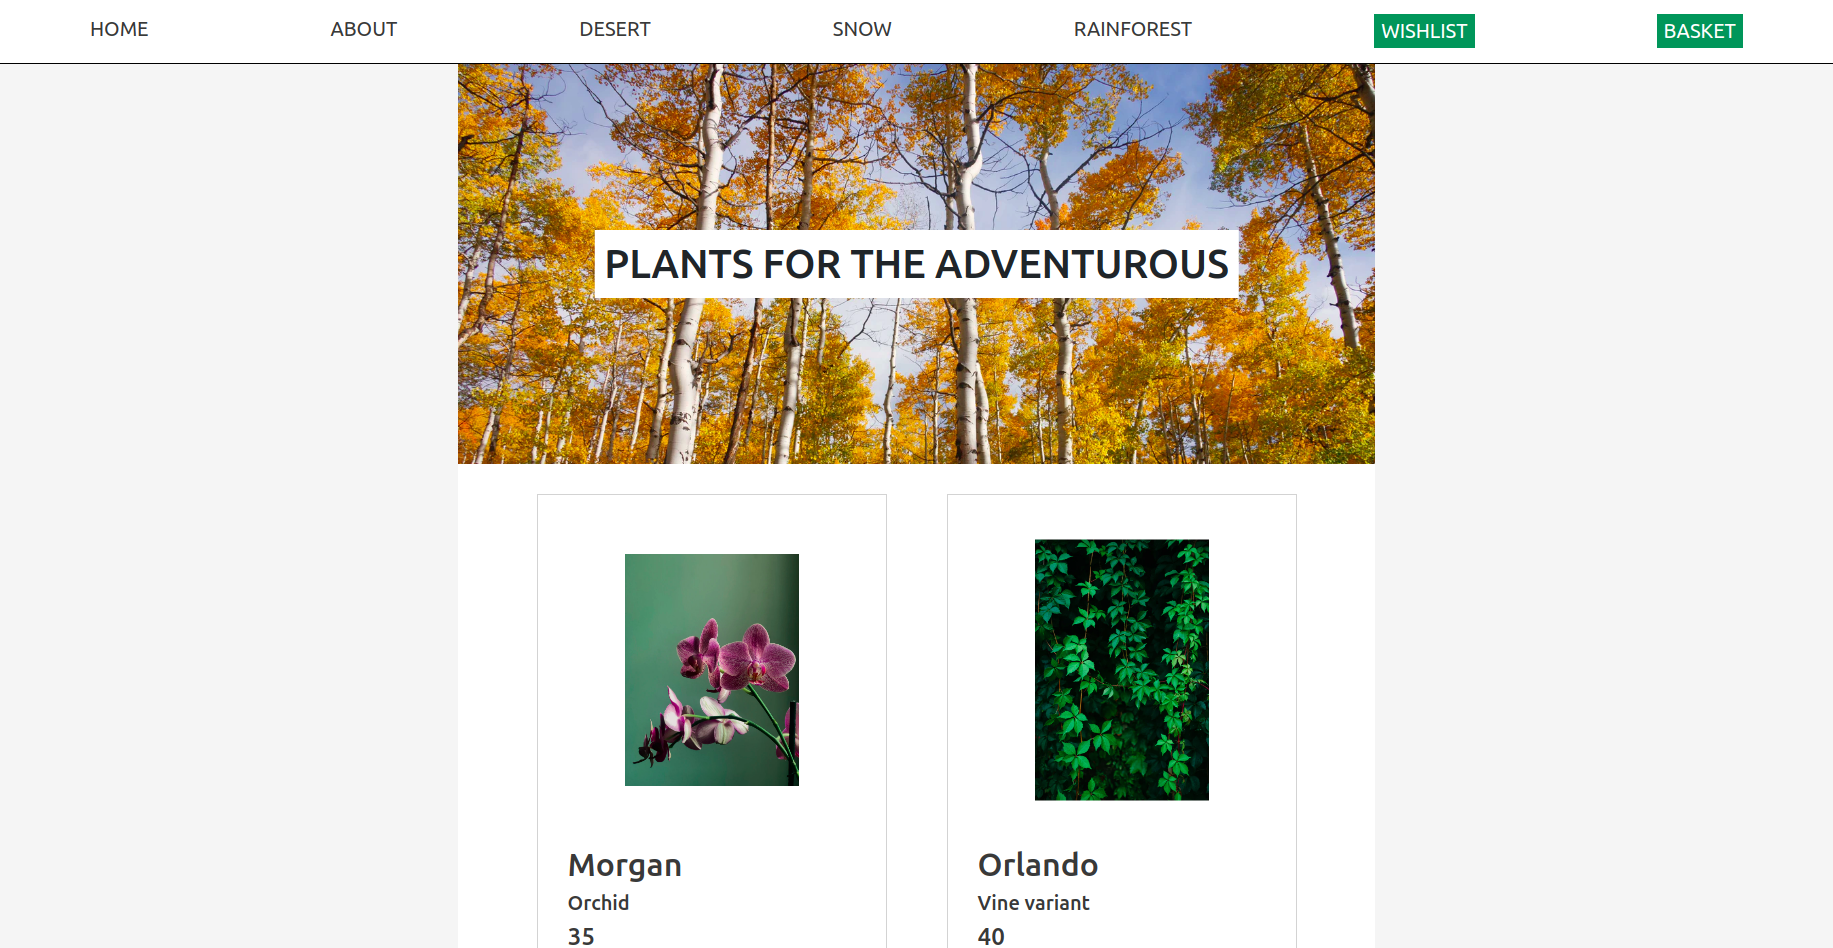 HOME ABOUT DESERT SNOW RAINFOREST WISHLIST BASKET
PLANTS FOR THE ADVENTUROUS
Morgan
Orchid
35
Orlando
Vine variant
40